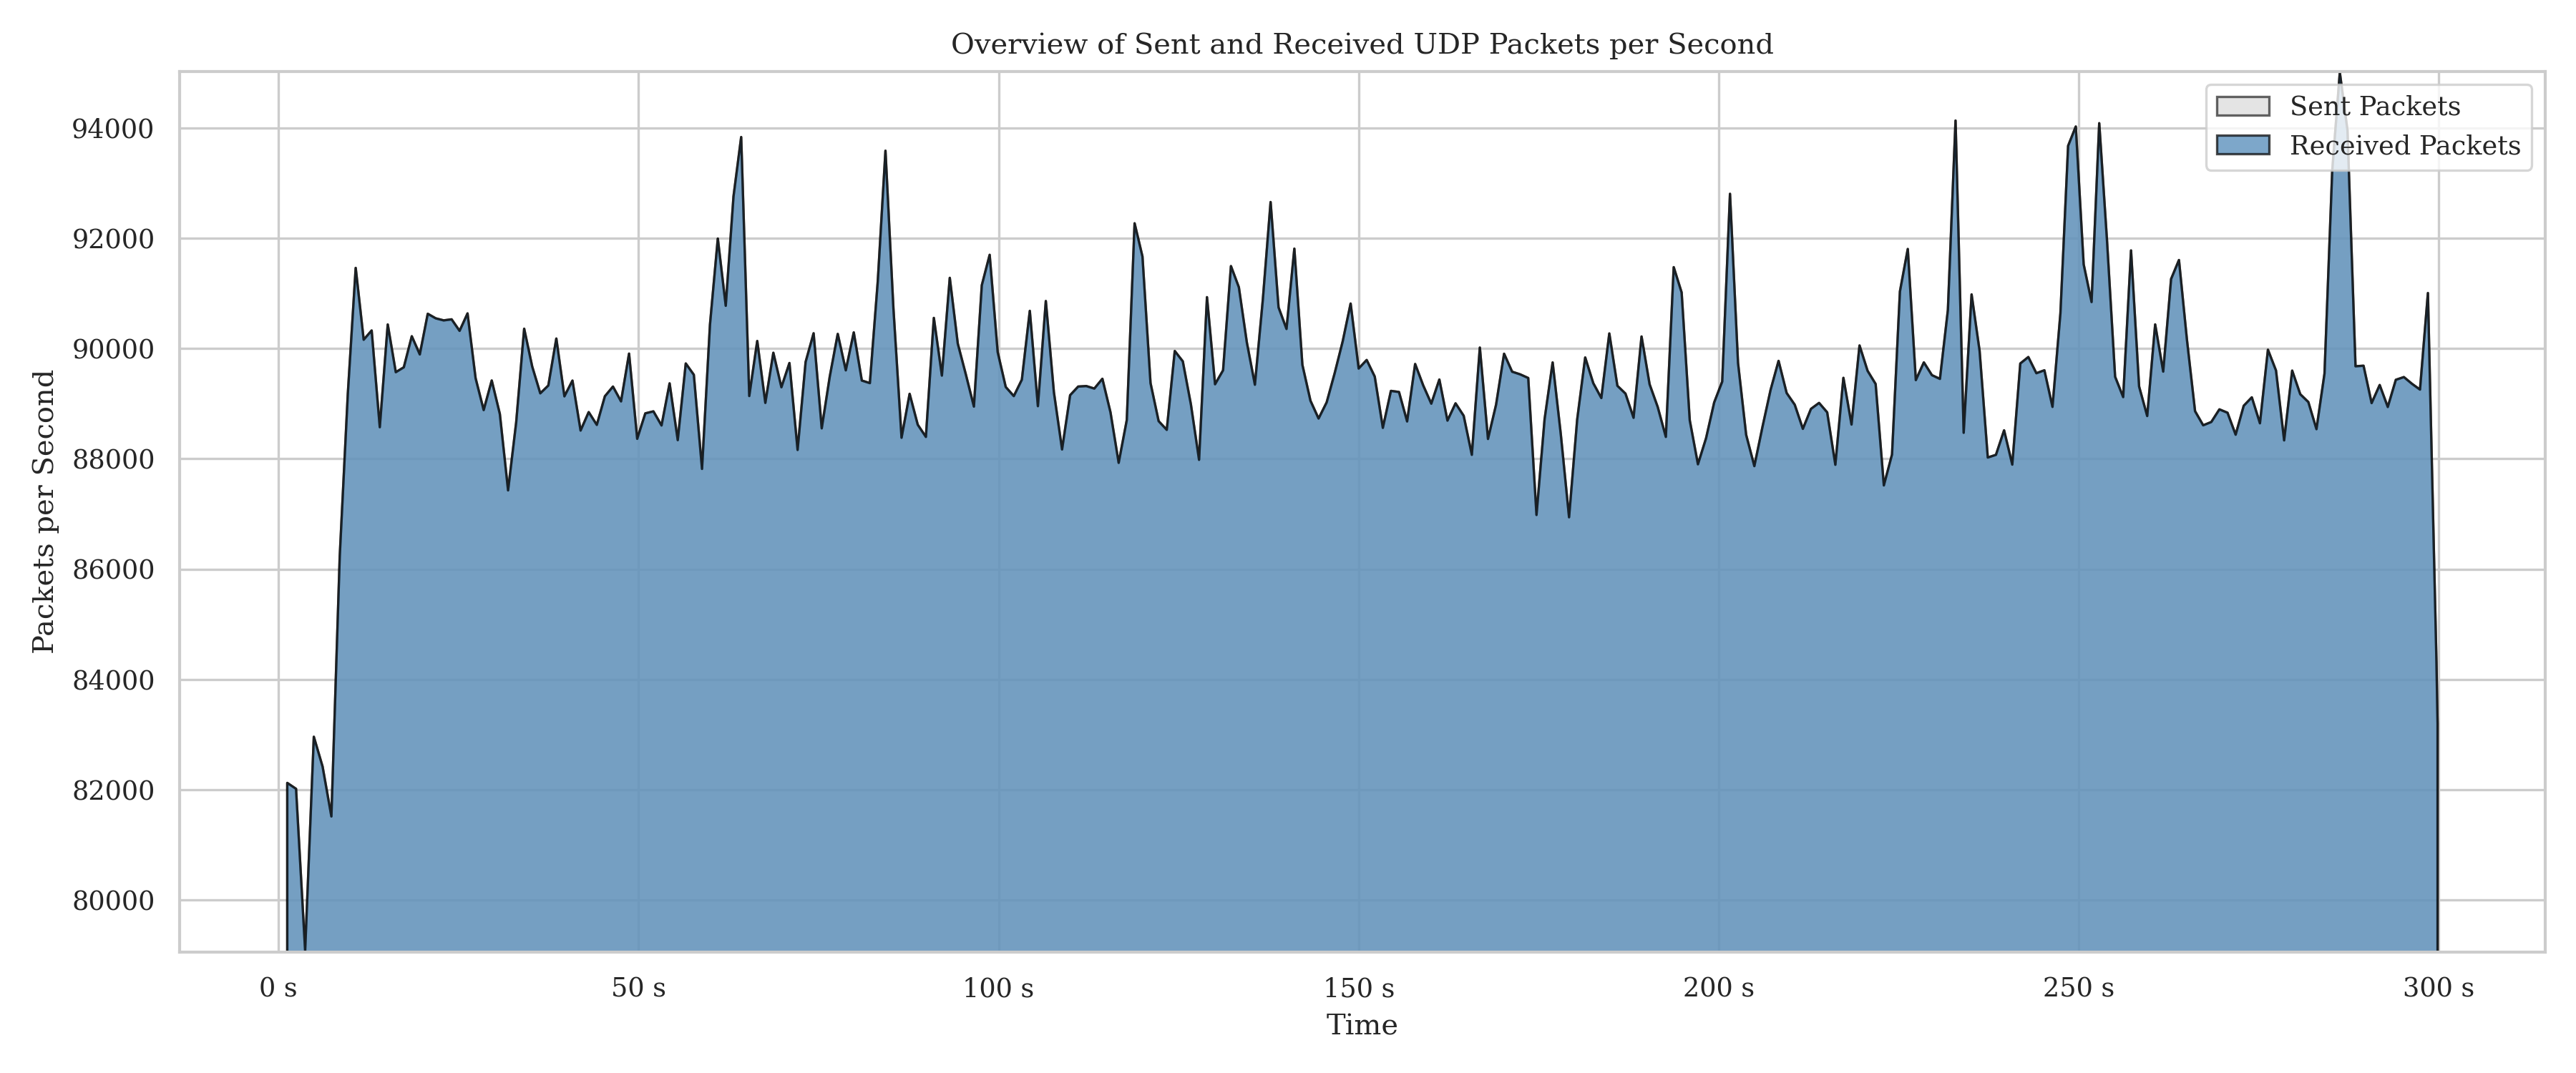 Overview of Sent and Received UDP Packets per Second
Sent Packets
Received Packets
Packets per Second
94000
92000
90000
88000
86000
84000
82000
80000
0 s
50 s
100 s
150 s
200 s
250 s
300 s
Time